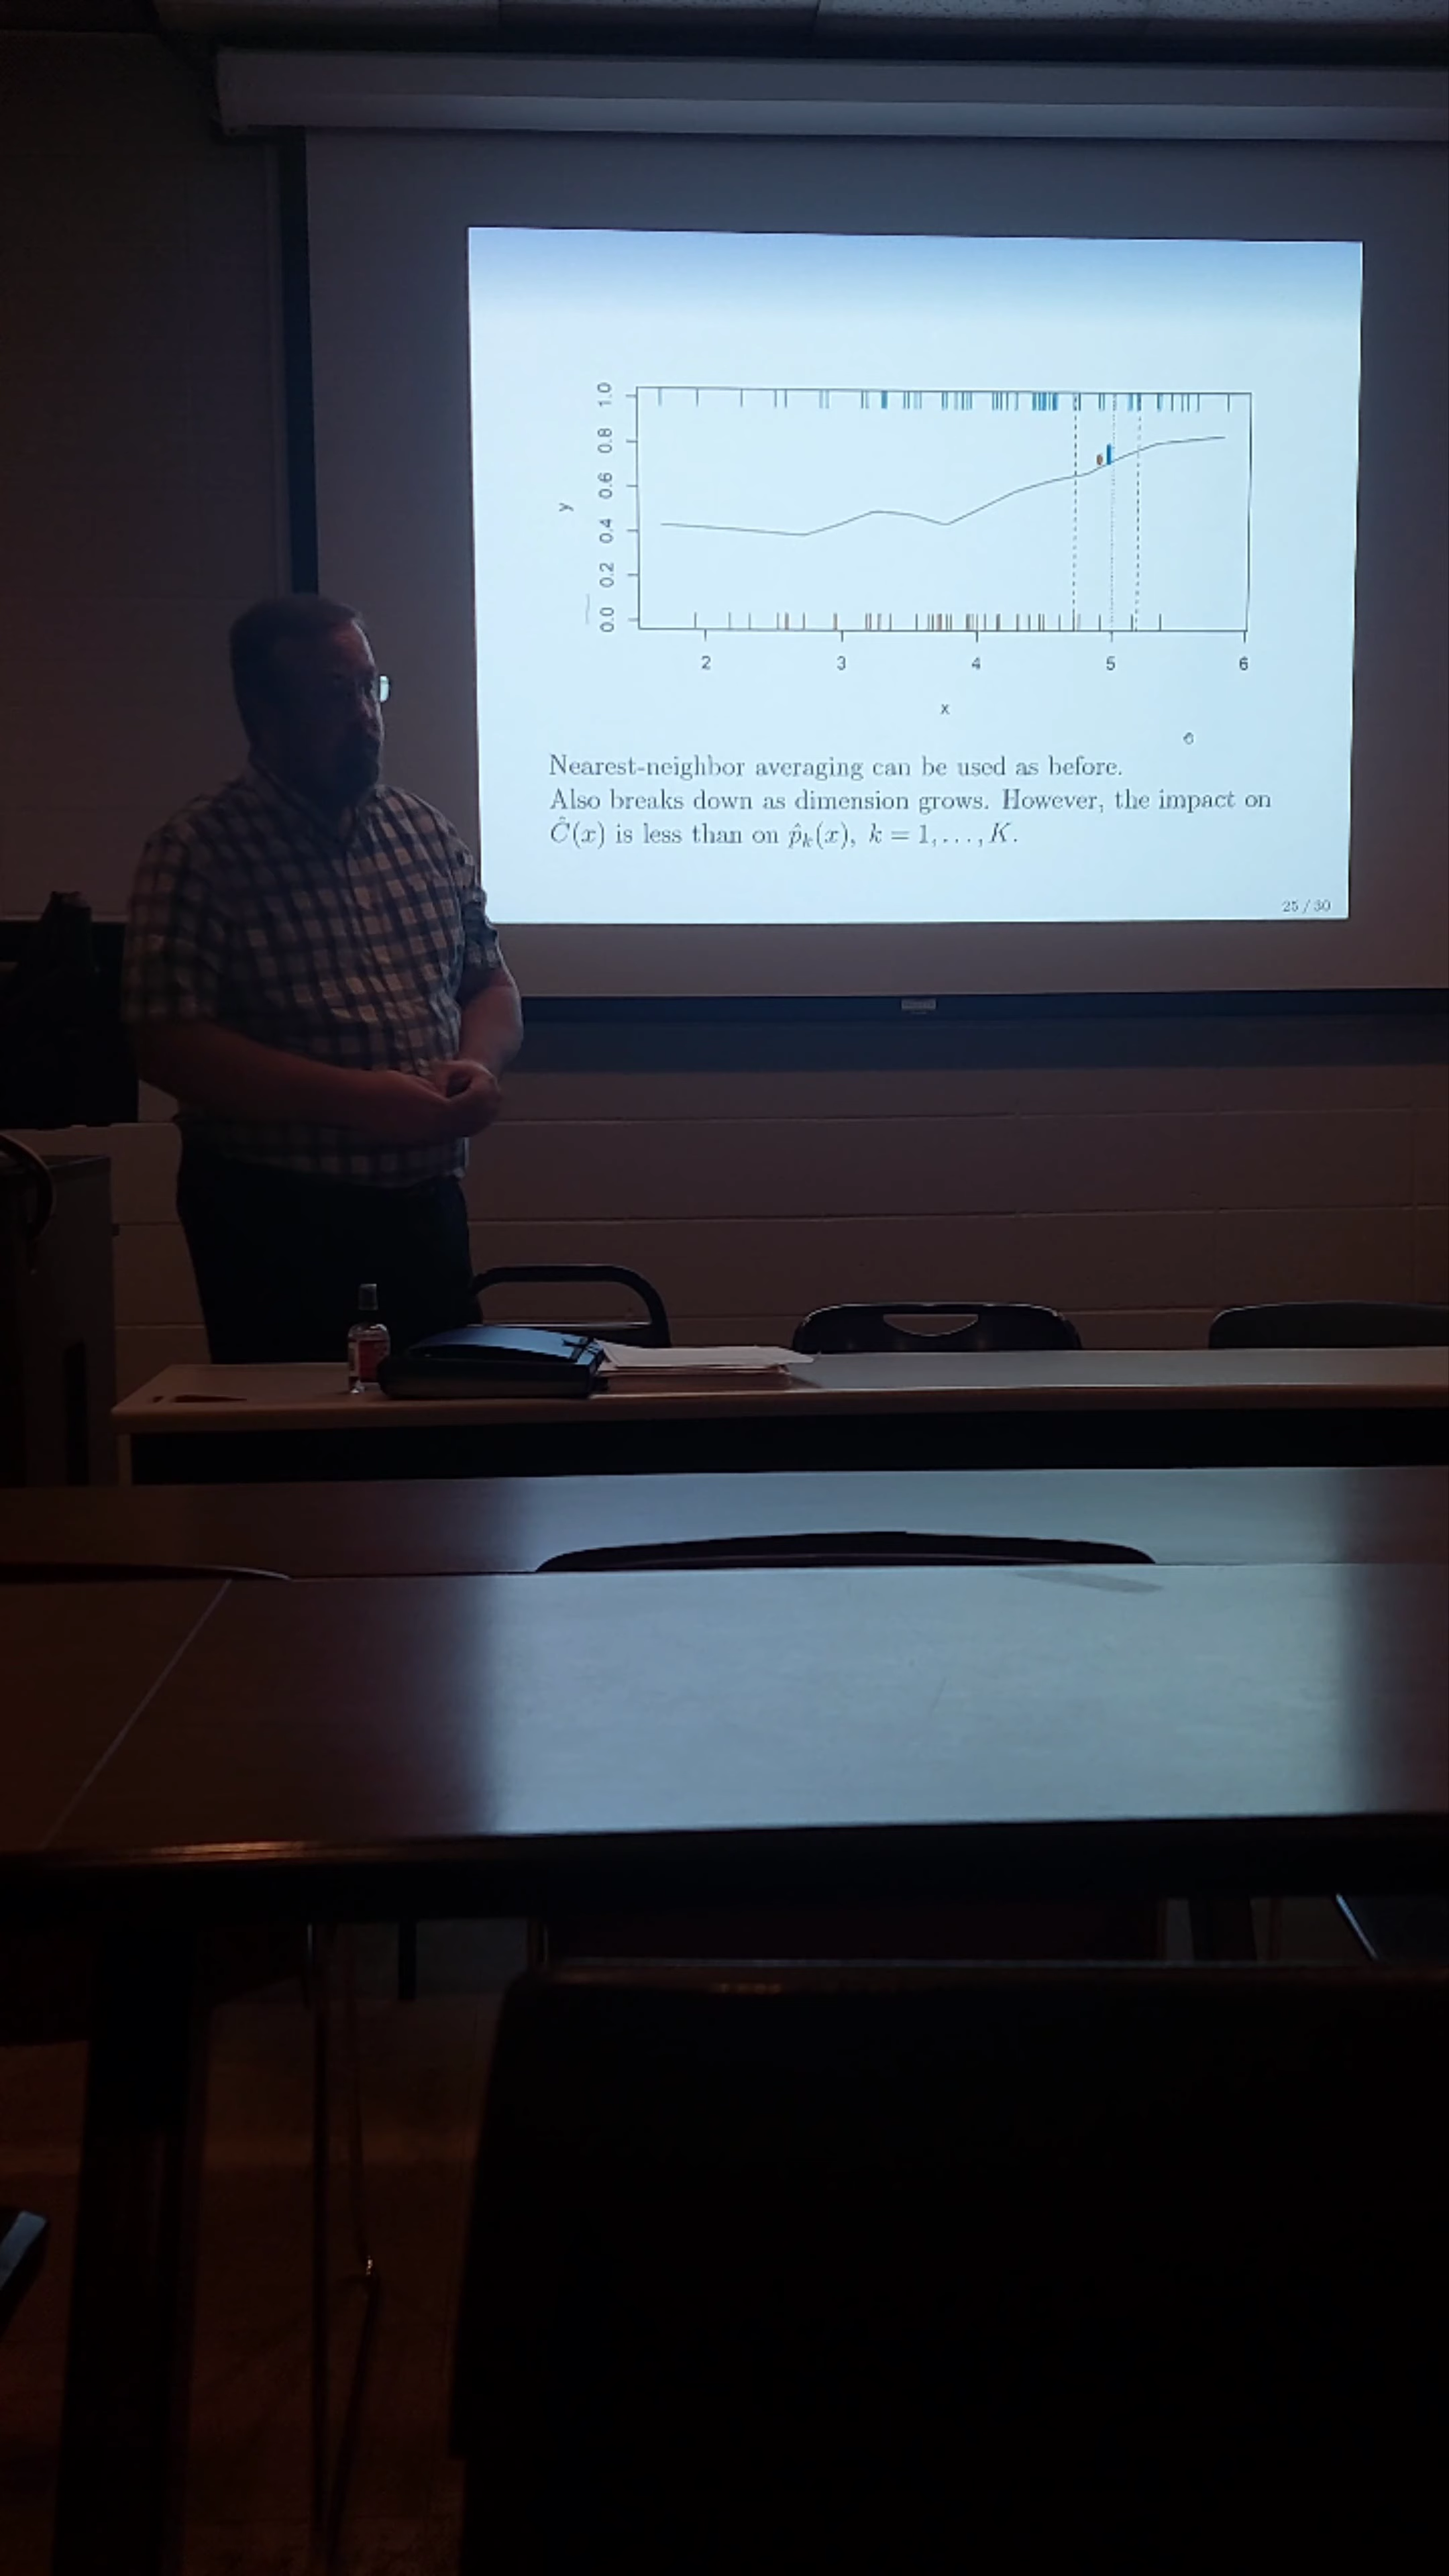 1.0
0.8
0.6
y
0.4
0.2
0.0
2 3 4 5 6
x
Nearest-neighbor averaging can be used as before.
Also breaks down as dimension grows. However, the impact on
Ĉ(x) is less than on p̂ₖ(x), k = 1, . . . , K.
25 / 30